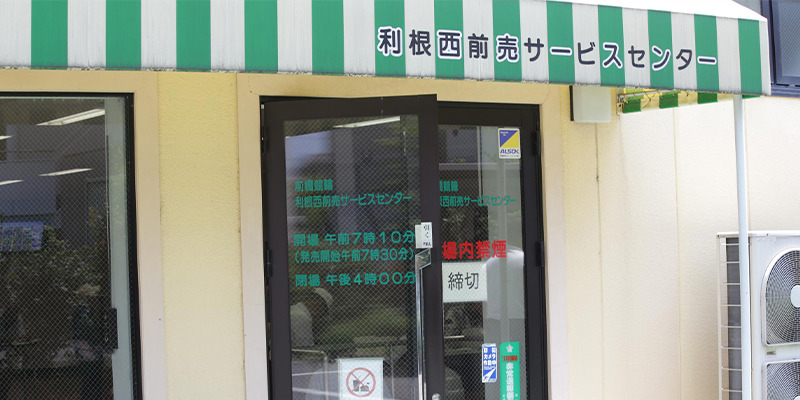 利根西前売サービスセンター
ALSOK
前橋競輪
利根西前売サービスセンター
開場 午前7時10分
(発売開始午前7時30分)
閉場 午後4時00分
引く
橋競輪
根西前売サービスセンター
場内禁煙
締切